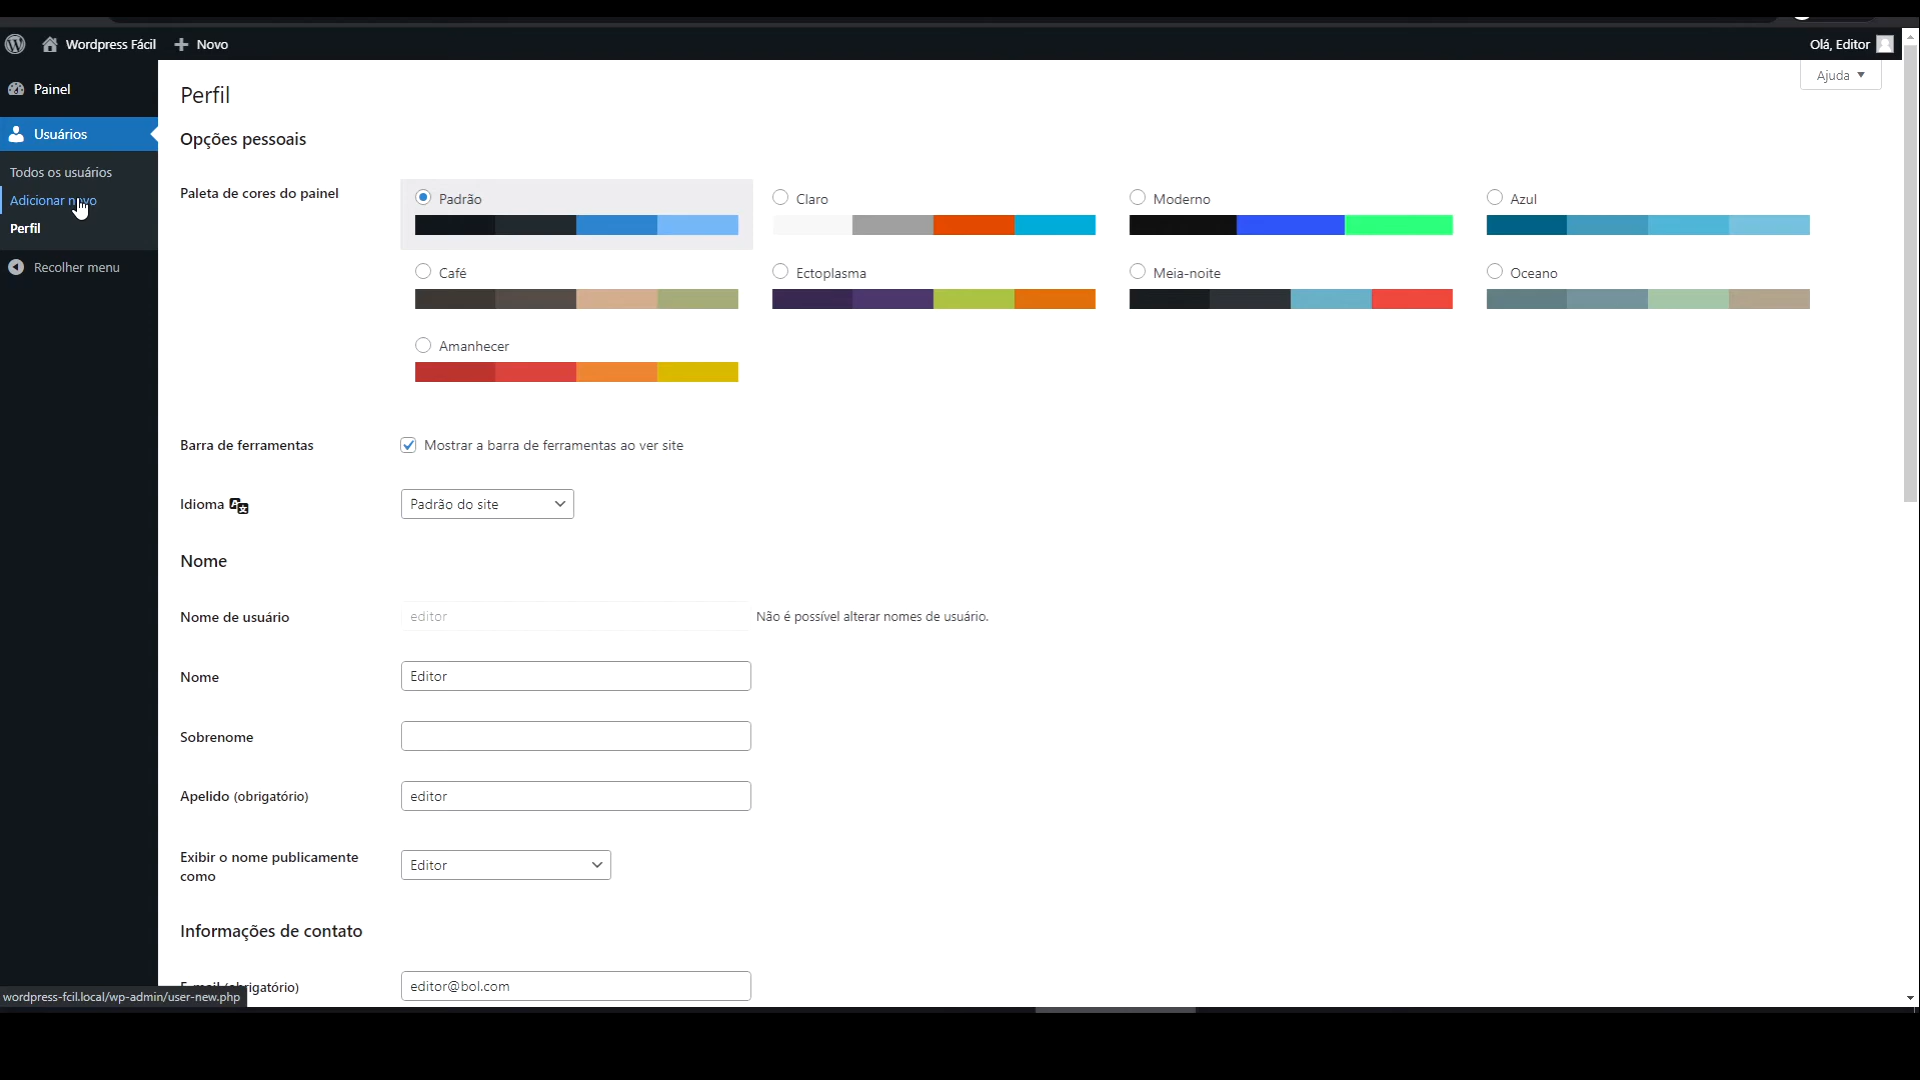 Wordpress Fácil
Novo
Olá, Editor
Painel
Usuários
Todos os usuários
Adicionar novo
Perfil
Recolher menu
Ajuda
Perfil
Opções pessoais
Paleta de cores do painel
Padrão
Claro
Moderno
Azul
Café
Ectoplasma
Meia-noite
Oceano
Amanhecer
Barra de ferramentas
Mostrar a barra de ferramentas ao ver site
Idioma
Padrão do site
Nome
Nome de usuário
editor
Não é possível alterar nomes de usuário.
Nome
Editor
Sobrenome
Apelido (obrigatório)
editor
Exibir o nome publicamente
como
Editor
Informações de contato
E-mail (obrigatório)
editor@bol.com
wordpress-fcil.local/wp-admin/user-new.php